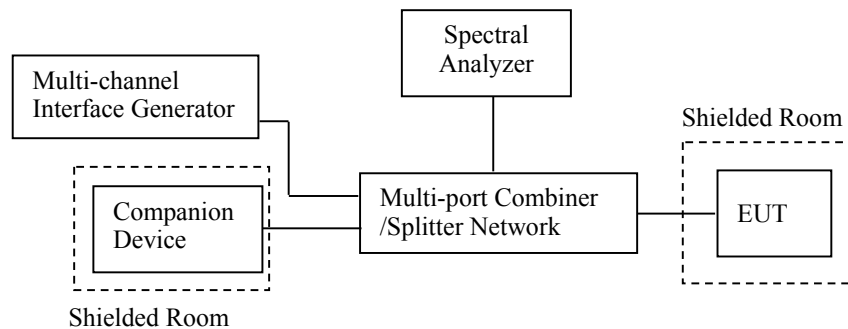 Spectral
Analyzer
Multi-channel
Interface Generator
Shielded Room
Multi-port Combiner
/Splitter Network
EUT
Companion
Device
Shielded Room